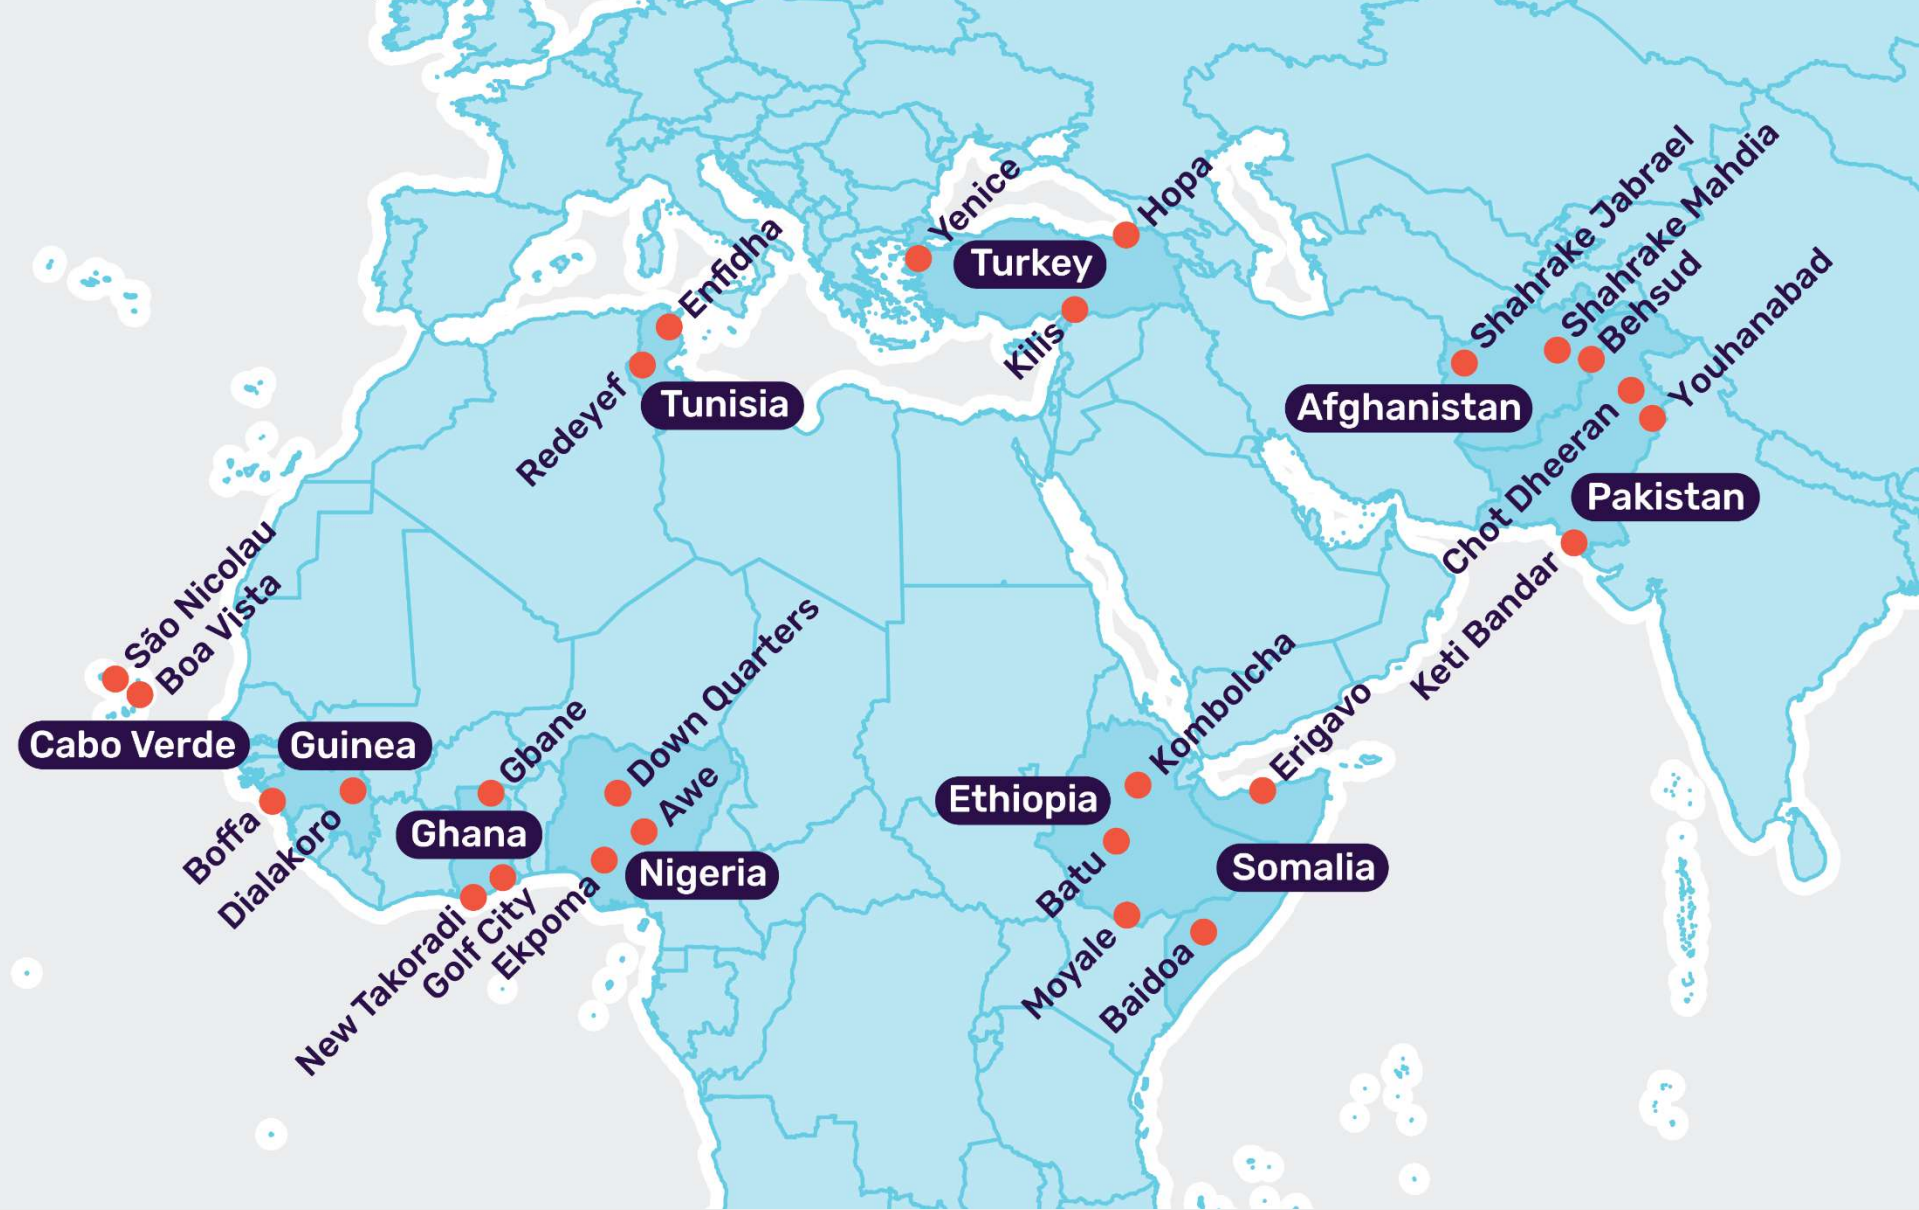 Yenice
Hopa
Turkey
Kilis
Enfidha
Redeyef
Tunisia
Shahrake Jabrael
Shahrake Mahdia
Behsud
Youhanabad
Afghanistan
Chot Dheeran
Pakistan
Keti Bandar
São Nicolau
Boa Vista
Cabo Verde
Guinea
Boffa
Dialakoro
Gbane
Ghana
New Takoradi
Golf City
Down Quarters
Awe
Ekpoma
Nigeria
Kombolcha
Ethiopia
Batu
Moyale
Erigavo
Somalia
Baidoa